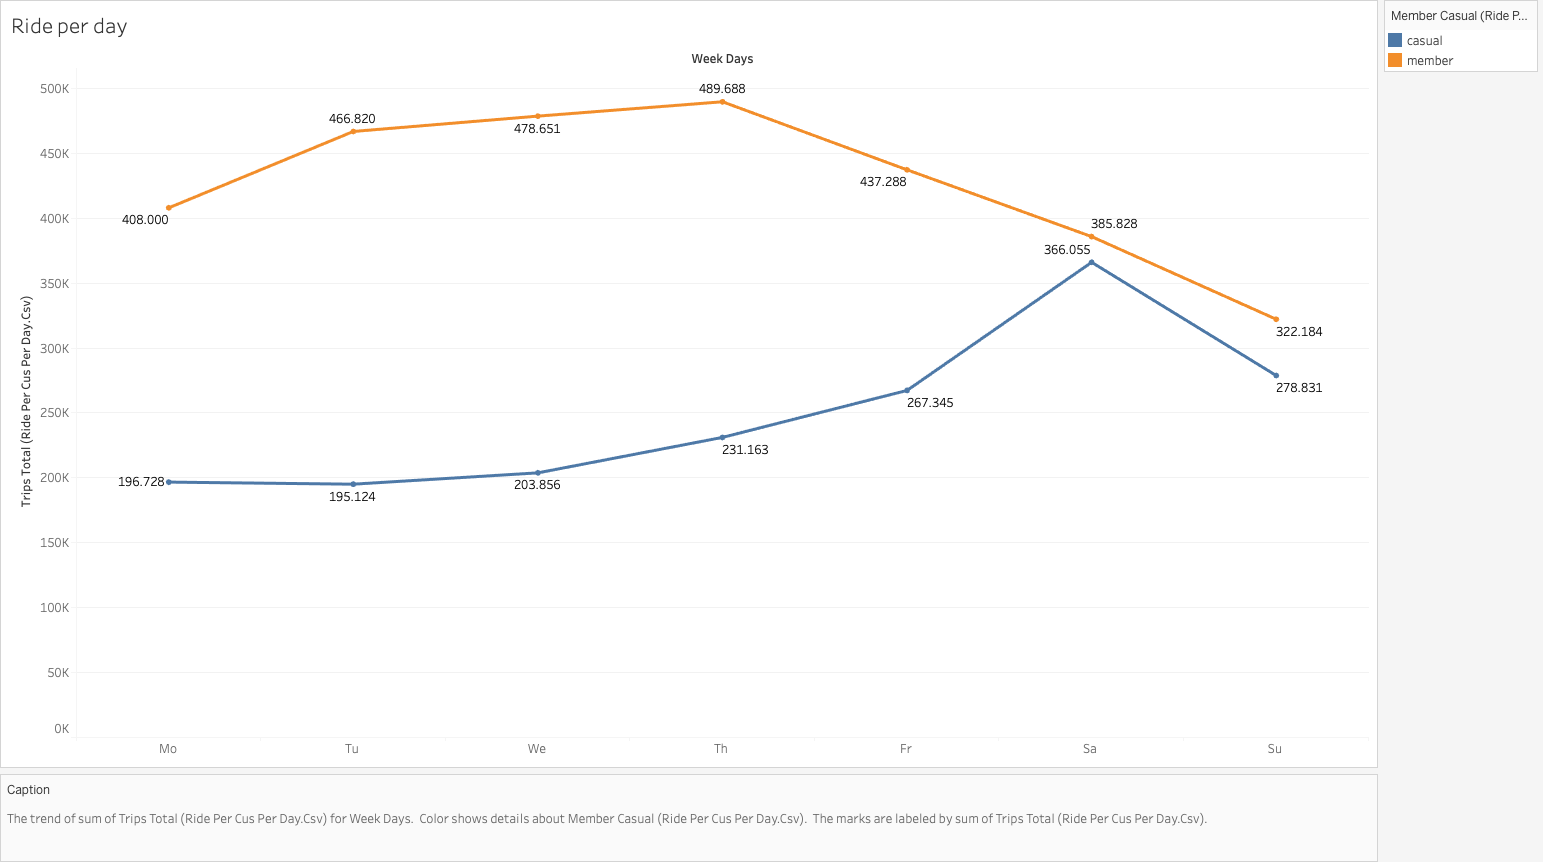 Ride per day
Member Casual (Ride P...
casual
member
Week Days
500K
450K
400K
350K
300K
250K
200K
150K
100K
50K
0K
Trips Total (Ride Per Cus Per Day.Csv)
408.000
466.820
478.651
489.688
437.288
385.828
322.184
196.728
195.124
203.856
231.163
267.345
366.055
278.831
Mo Tu We Th Fr Sa Su
Caption
The trend of sum of Trips Total (Ride Per Cus Per Day.Csv) for Week Days.  Color shows details about Member Casual (Ride Per Cus Per Day.Csv).  The marks are labeled by sum of Trips Total (Ride Per Cus Per Day.Csv).